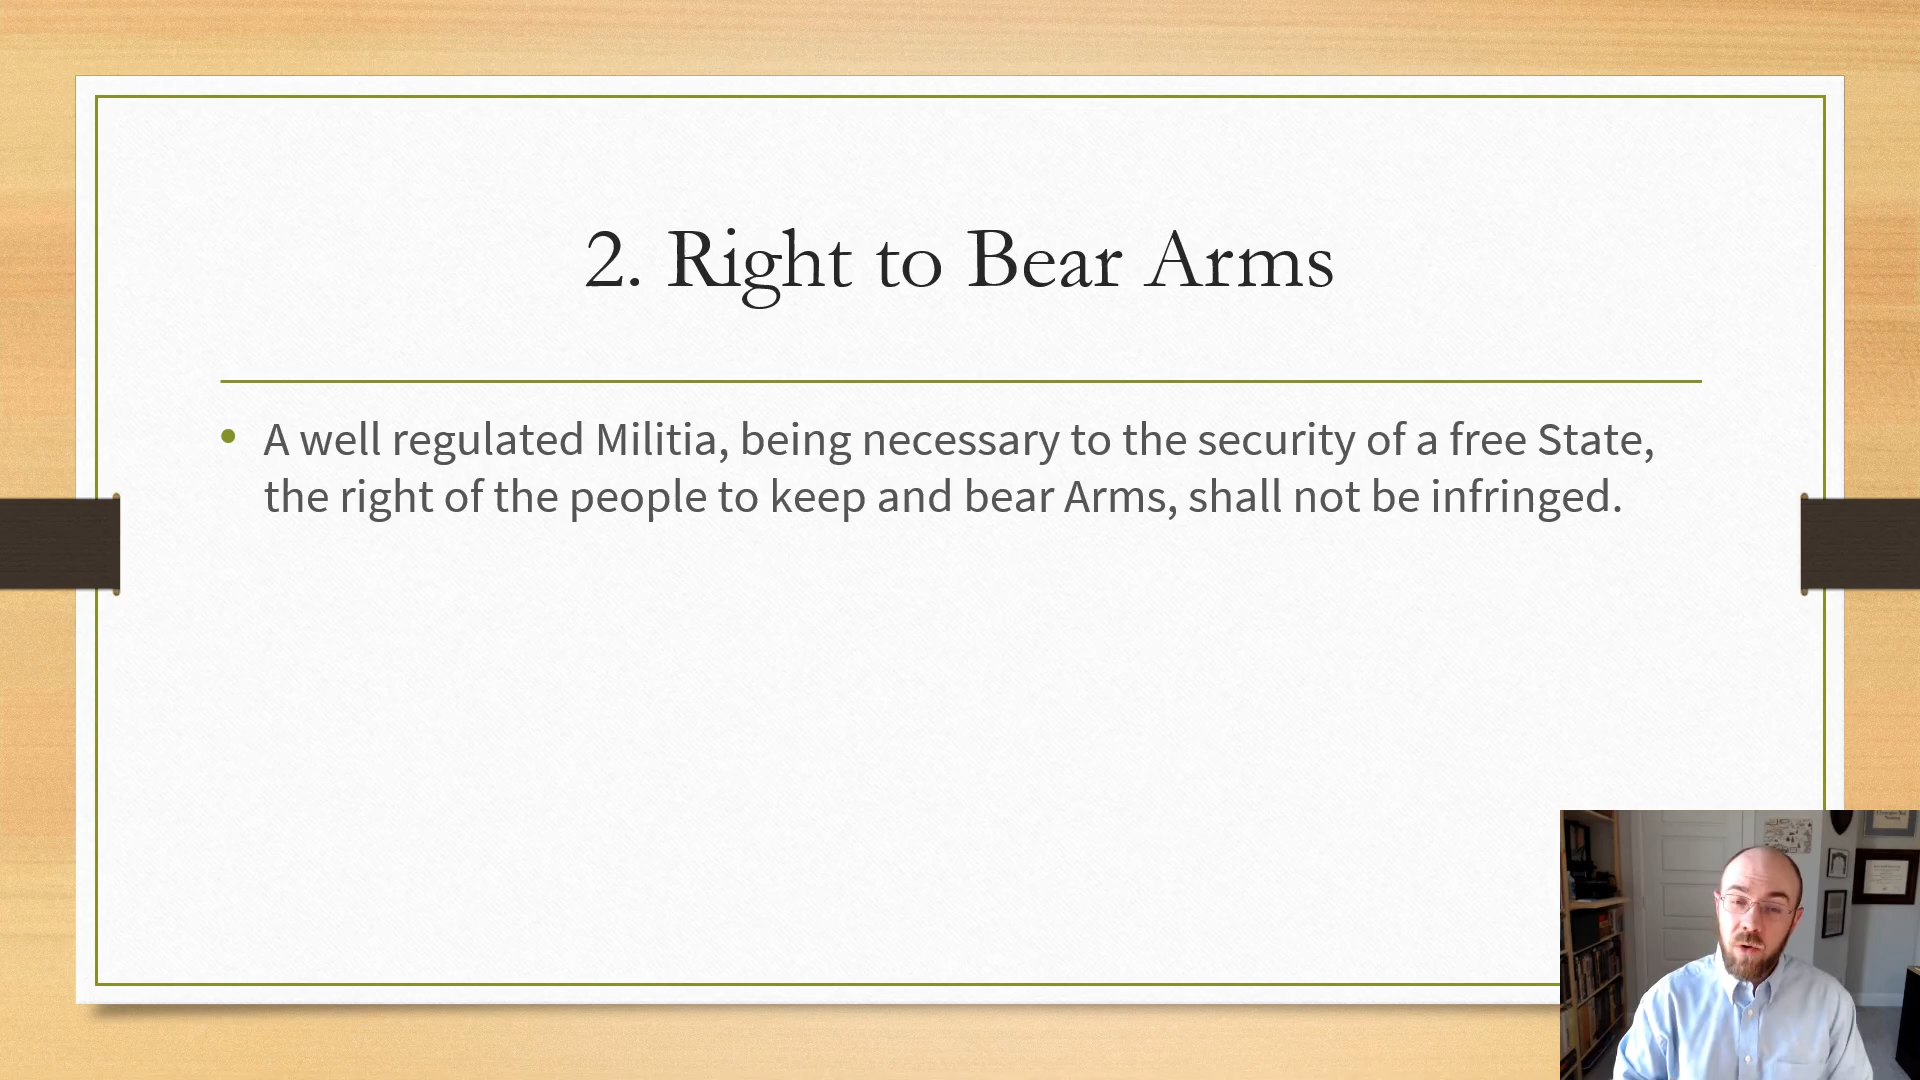 2. Right to Bear Arms
A well regulated Militia, being necessary to the security of a free State,
the right of the people to keep and bear Arms, shall not be infringed.